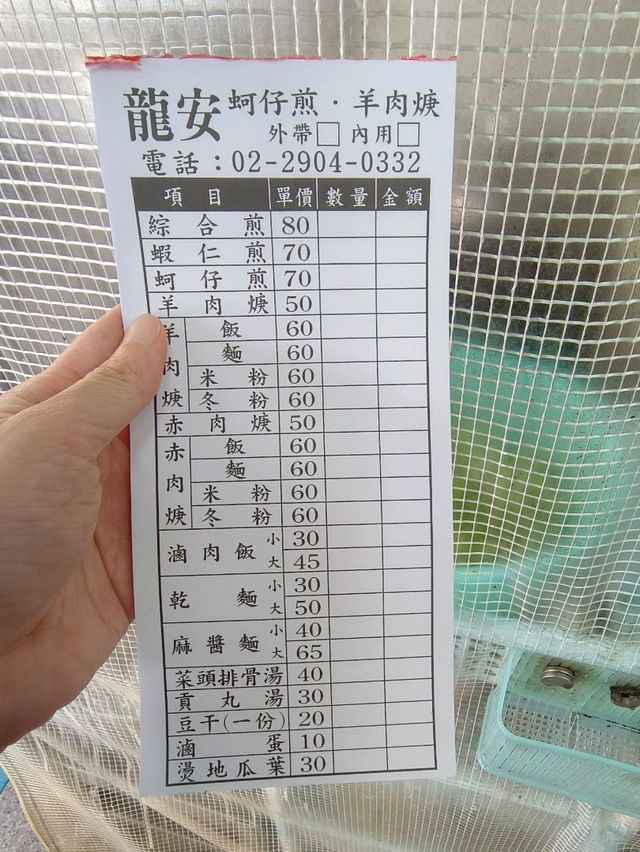 龍安 蚵仔煎·羊肉焿
外帶□ 內用□
電話：02-2904-0332
項目 單價 數量 金額
綜合煎 80
蝦仁煎 70
蚵仔煎 70
羊肉焿 50
羊肉焿 飯 60
麵 60
米粉 60
冬粉 60
赤肉焿 50
赤肉焿 飯 60
麵 60
米粉 60
冬粉 60
滷肉飯 小 30
大 45
乾麵 小 30
大 50
麻醬麵 小 40
大 65
菜頭排骨湯 40
貢丸湯 30
豆干(一份) 20
滷蛋 10
燙地瓜葉 30